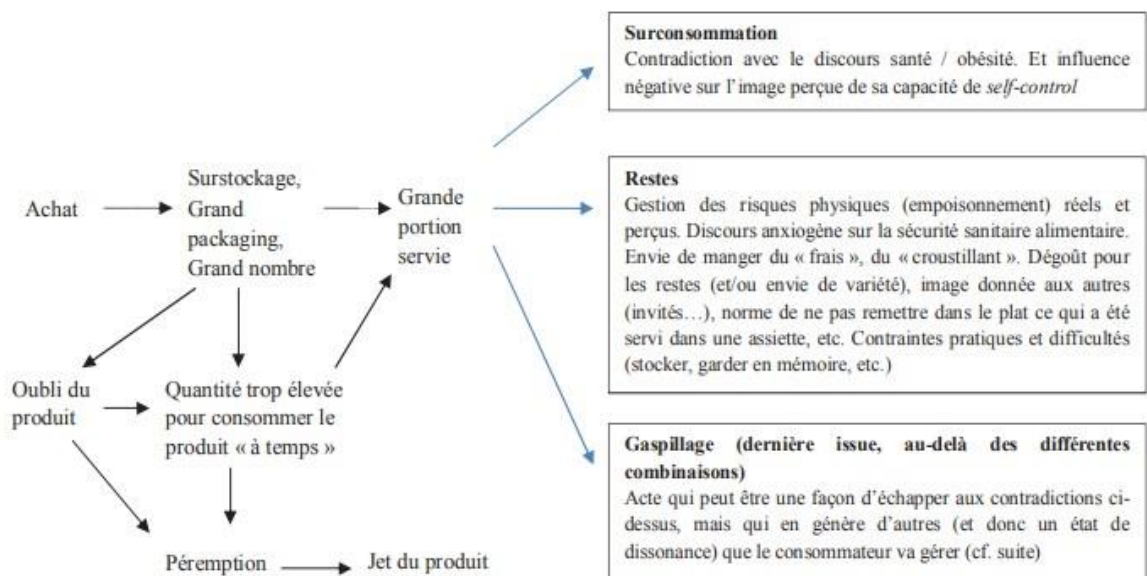 Achat
Surstockage,
Grand
packaging,
Grand nombre
Grande
portion
servie
Oubli du
produit
Quantité trop élevée
pour consommer le
produit « à temps »
Péremption
Jet du produit
Surconsommation
Contradiction avec le discours santé / obésité. Et influence
négative sur l’image perçue de sa capacité de self-control
Restes
Gestion des risques physiques (empoisonnement) réels et
perçus. Discours anxiogène sur la sécurité sanitaire alimentaire.
Envie de manger du « frais », du « croustillant ». Dégoût pour
les restes (et/ou envie de variété), image donnée aux autres
(invités…), norme de ne pas remettre dans le plat ce qui a été
servi dans une assiette, etc. Contraintes pratiques et difficultés
(stocker, garder en mémoire, etc.)
Gaspillage (dernière issue, au-delà des différentes
combinaisons)
Acte qui peut être une façon d’échapper aux contradictions ci-
dessus, mais qui en génère d’autres (et donc un état de
dissonance) que le consommateur va gérer (cf. suite)